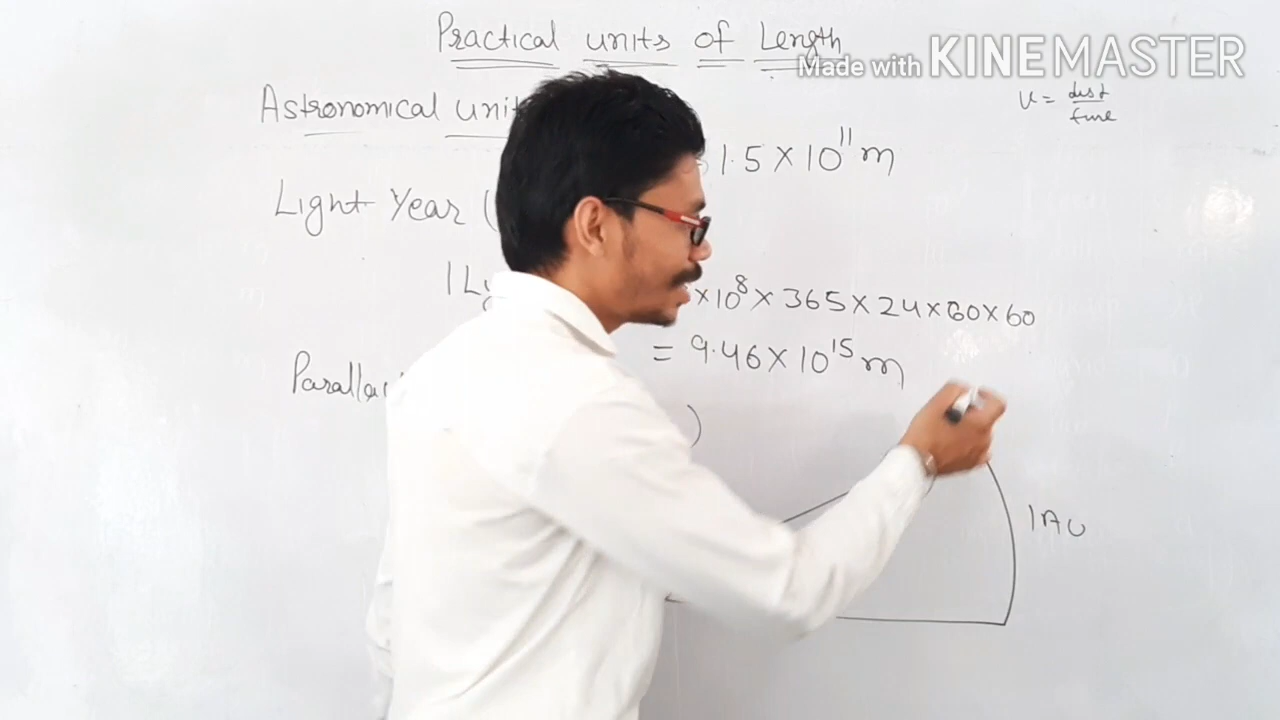 Practical units of Length
Made with KINEMASTER
Astronomical unit
v = dist
time
1.5 × 10¹¹ m
Light Year (
1 Ly
× 10⁸ × 365 × 24 × 60 × 60
= 9.46 × 10¹⁵ m
Paralla
)
1 AU